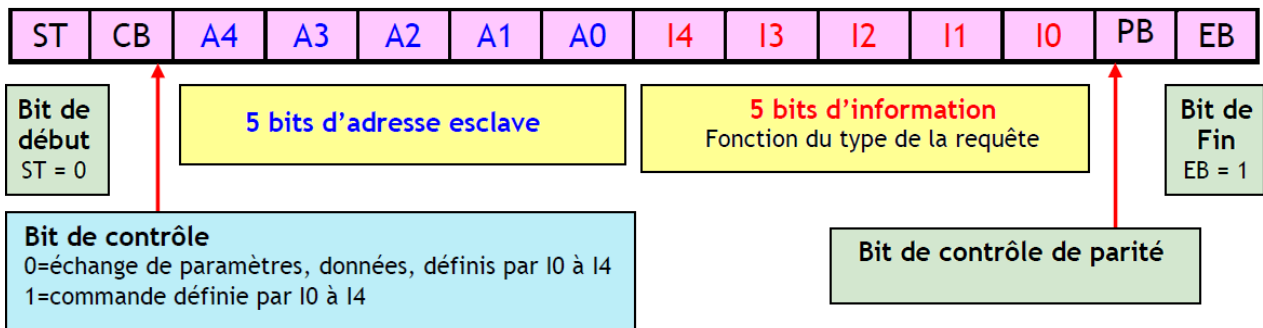 ST CB A4 A3 A2 A1 A0 I4 I3 I2 I1 I0 PB EB
Bit de
début
ST = 0
5 bits d’adresse esclave
5 bits d’information
Fonction du type de la requête
Bit de
Fin
EB = 1
Bit de contrôle
0=échange de paramètres, données, définis par I0 à I4
1=commande définie par I0 à I4
Bit de contrôle de parité